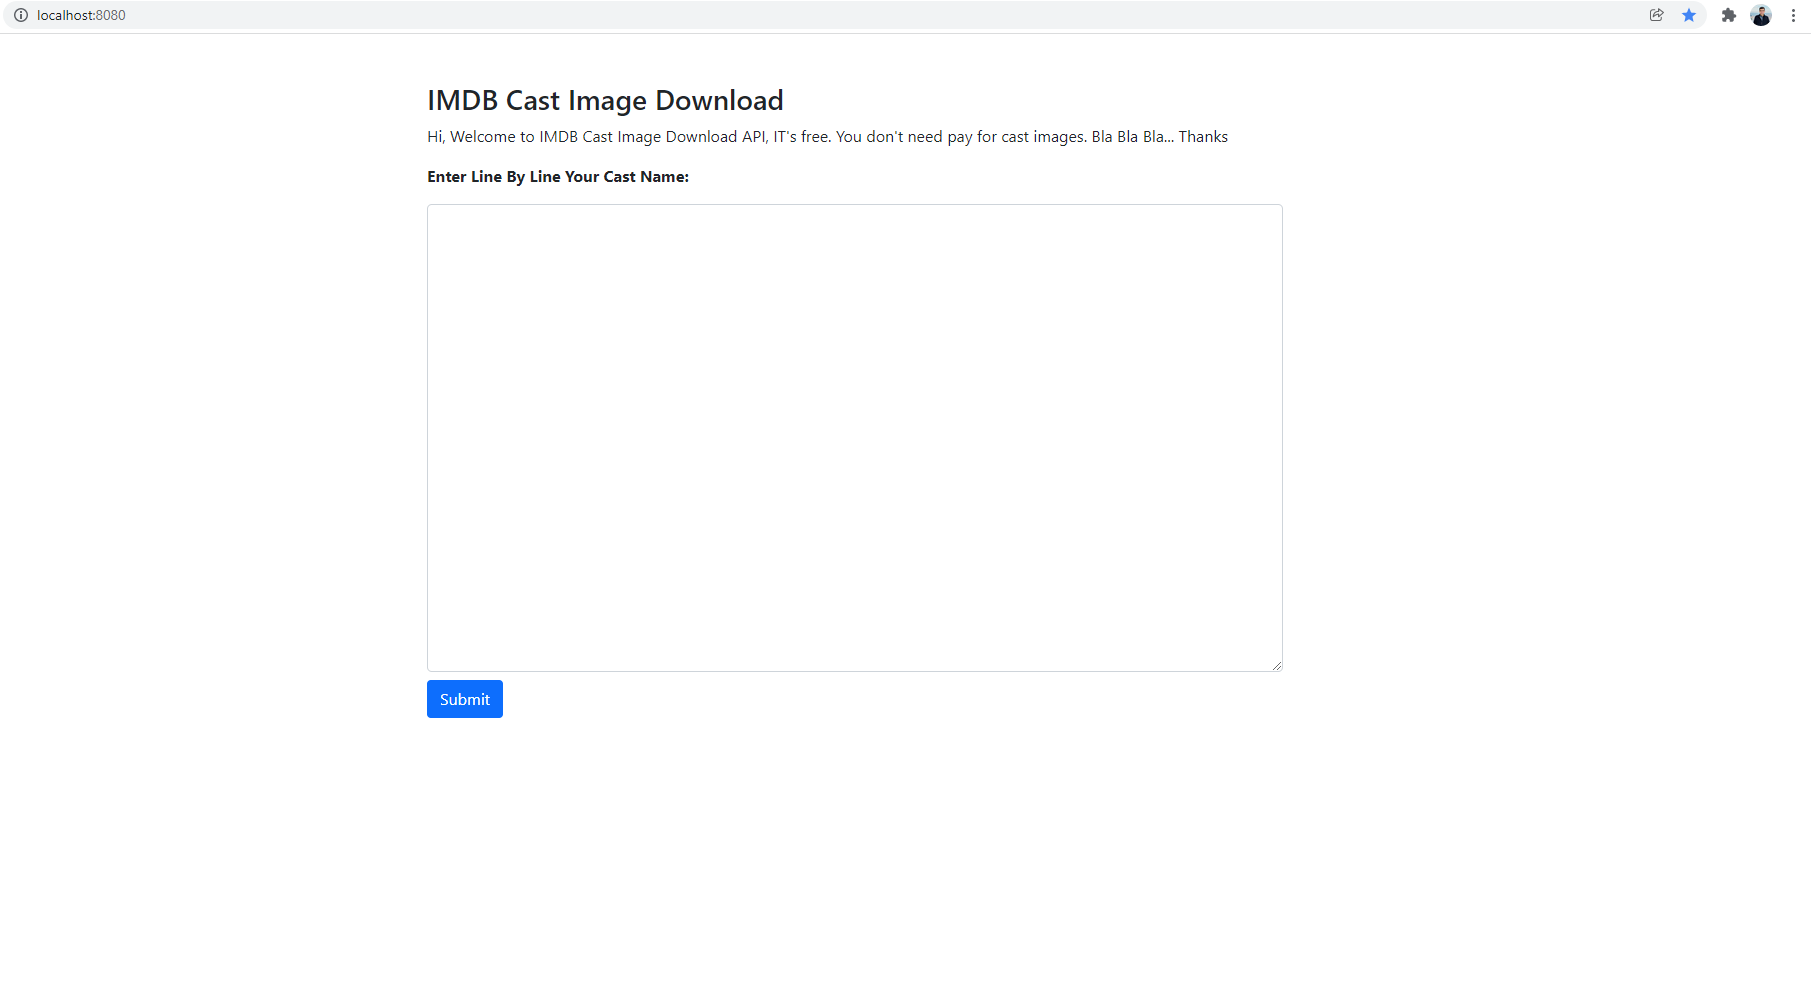 localhost:8080
IMDB Cast Image Download
Hi, Welcome to IMDB Cast Image Download API, IT's free. You don't need pay for cast images. Bla Bla Bla... Thanks
Enter Line By Line Your Cast Name:
Submit